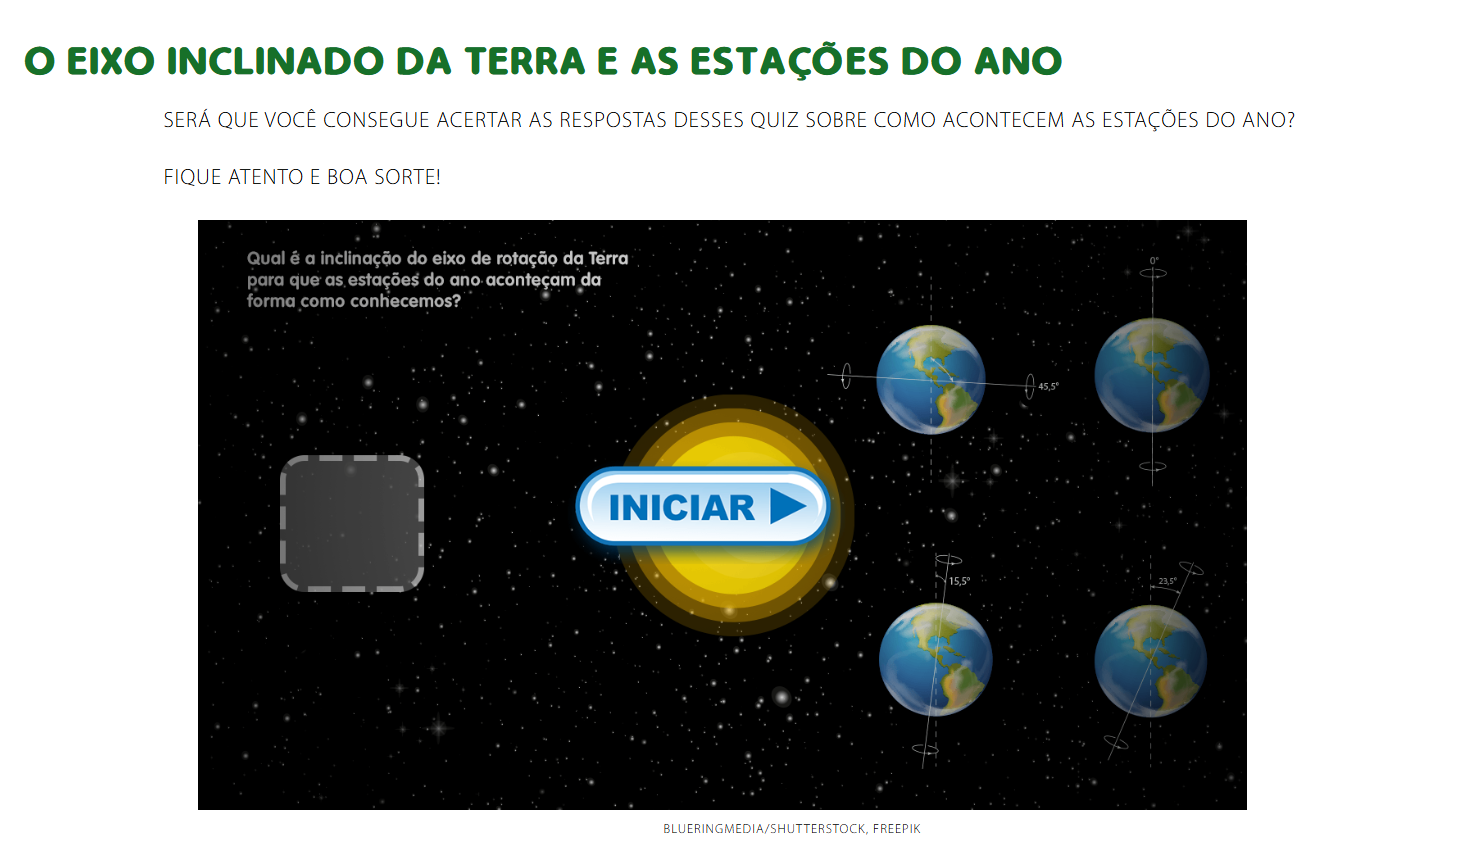 O EIXO INCLINADO DA TERRA E AS ESTAÇÕES DO ANO
SERÁ QUE VOCÊ CONSEGUE ACERTAR AS RESPOSTAS DESSES QUIZ SOBRE COMO ACONTECEM AS ESTAÇÕES DO ANO?
FIQUE ATENTO E BOA SORTE!
Qual é a inclinação do eixo de rotação da Terra
para que as estações do ano aconteçam da
forma como conhecemos?
0°
45,5°
INICIAR
15,5°
23,5°
BLUERINGMEDIA/SHUTTERSTOCK, FREEPIK